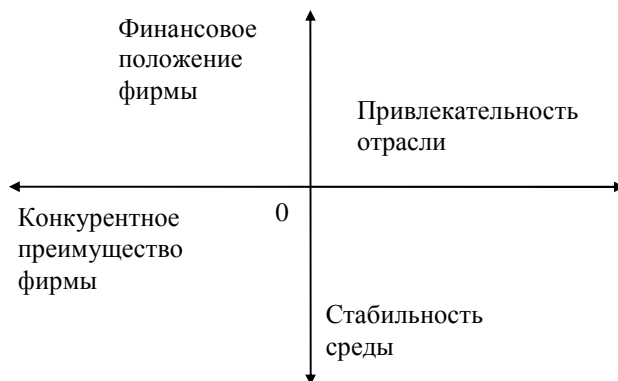 Финансовое
положение
фирмы
Привлекательность
отрасли
Конкурентное
преимущество
фирмы
0
Стабильность
среды